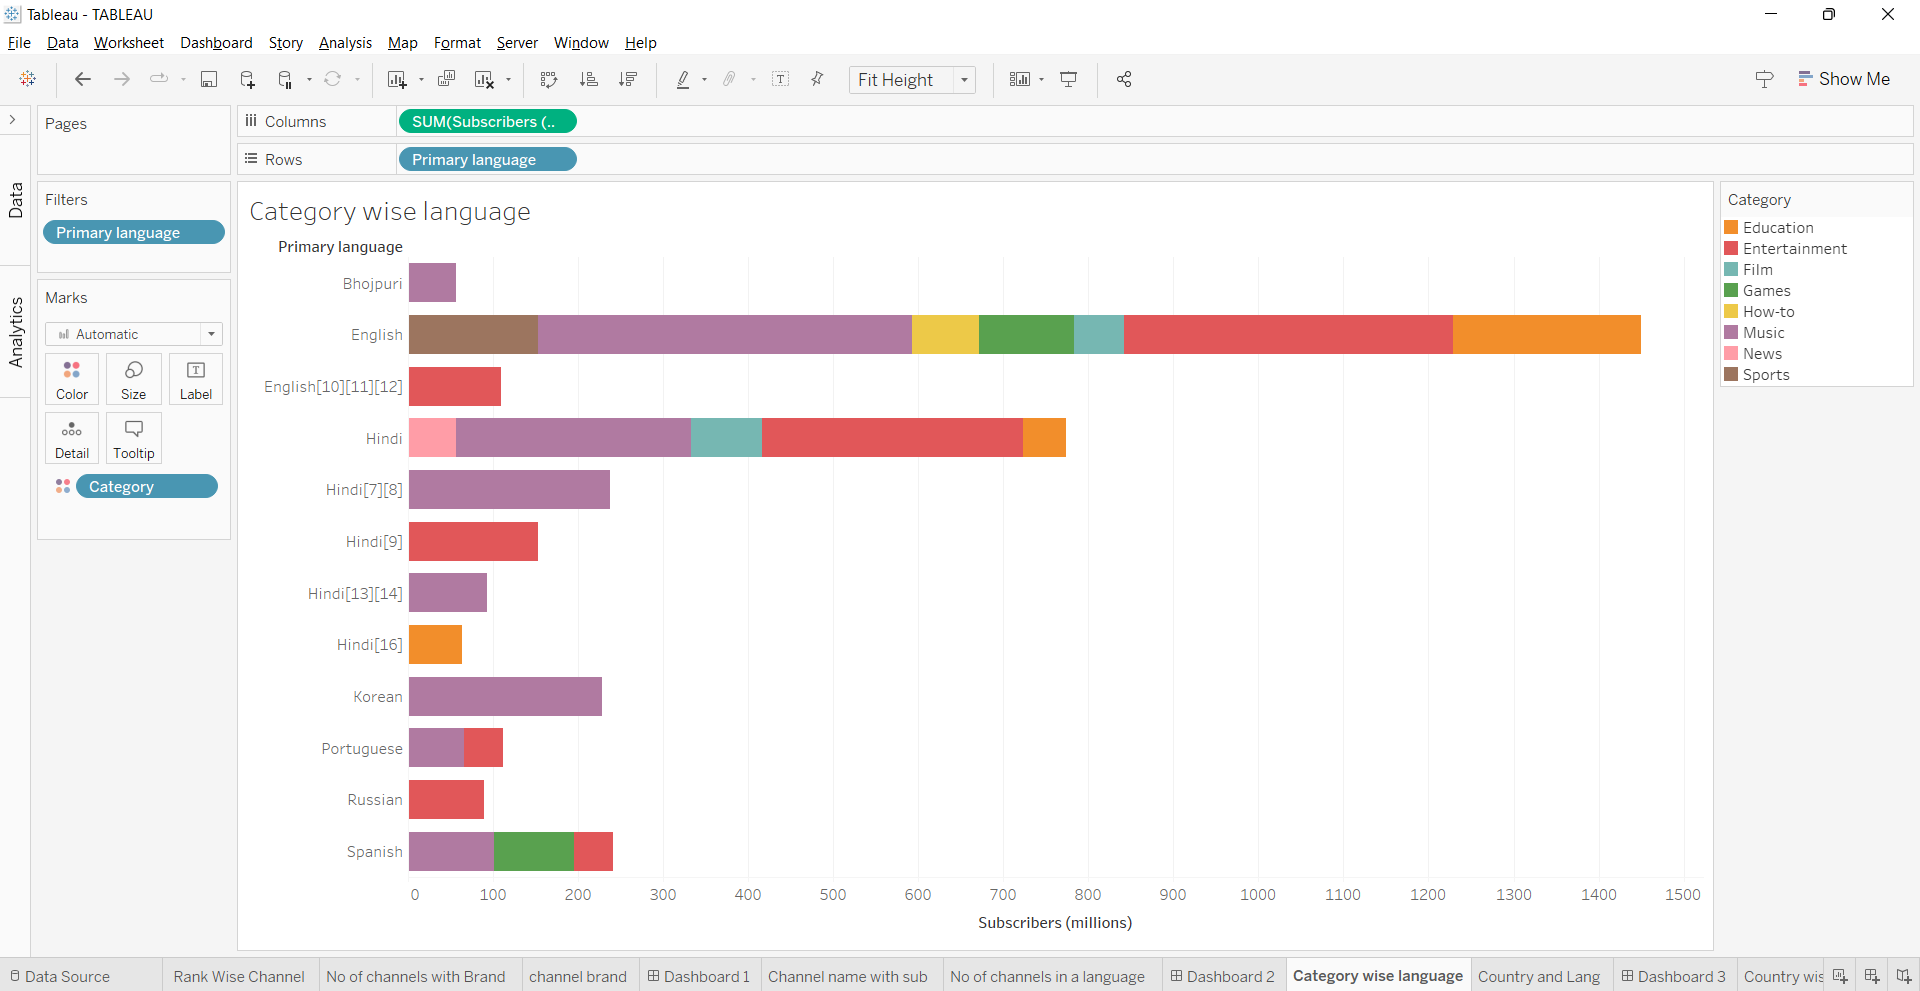 Tableau - TABLEAU
File Data Worksheet Dashboard Story Analysis Map Format Server Window Help
Fit Height
Show Me
Data
Analytics
Pages
Filters
Primary language
Marks
Automatic
Color Size Label
Detail Tooltip
Category
Columns SUM(Subscribers (..
Rows Primary language
Category wise language
Primary language
Bhojpuri
English
English[10][11][12]
Hindi
Hindi[7][8]
Hindi[9]
Hindi[13][14]
Hindi[16]
Korean
Portuguese
Russian
Spanish
0 100 200 300 400 500 600 700 800 900 1000 1100 1200 1300 1400 1500
Subscribers (millions)
Category
Education
Entertainment
Film
Games
How-to
Music
News
Sports
Data Source Rank Wise Channel No of channels with Brand channel brand Dashboard 1 Channel name with sub No of channels in a language Dashboard 2 Category wise language Country and Lang Dashboard 3 Country wis